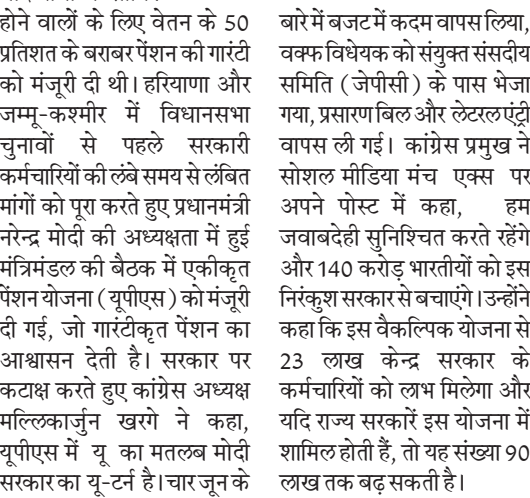 होने वालों के लिए वेतन के 50
प्रतिशत के बराबर पेंशन की गारंटी
को मंजूरी दी थी। हरियाणा और
जम्मू-कश्मीर में विधानसभा
चुनावों से पहले सरकारी
कर्मचारियों की लंबे समय से लंबित
मांगों को पूरा करते हुए प्रधानमंत्री
नरेन्द्र मोदी की अध्यक्षता में हुई
मंत्रिमंडल की बैठक में एकीकृत
पेंशन योजना (यूपीएस) को मंजूरी
दी गई, जो गारंटीकृत पेंशन का
आश्वासन देती है। सरकार पर
कटाक्ष करते हुए कांग्रेस अध्यक्ष
मल्लिकार्जुन खरगे ने कहा,
यूपीएस में यू का मतलब मोदी
सरकार का यू-टर्न है। चार जून के
बारे में बजट में कदम वापस लिया,
वक्फ विधेयक को संयुक्त संसदीय
समिति (जेपीसी) के पास भेजा
गया, प्रसारण बिल और लेटरल एंट्री
वापस ली गई। कांग्रेस प्रमुख ने
सोशल मीडिया मंच एक्स पर
अपने पोस्ट में कहा, हम
जवाबदेही सुनिश्चित करते रहेंगे
और 140 करोड़ भारतीयों को इस
निरंकुश सरकार से बचाएंगे। उन्होंने
कहा कि इस वैकल्पिक योजना से
23 लाख केन्द्र सरकार के
कर्मचारियों को लाभ मिलेगा और
यदि राज्य सरकारें इस योजना में
शामिल होती हैं, तो यह संख्या 90
लाख तक बढ़ सकती है।